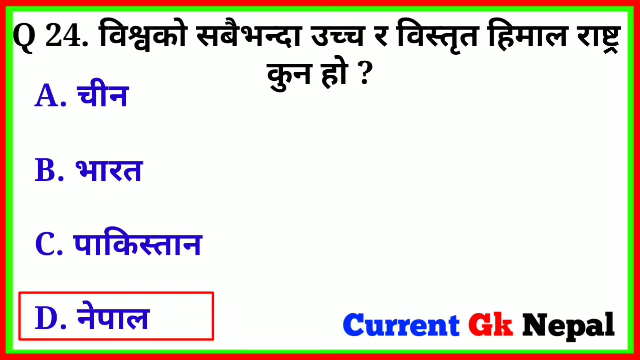 Q 24. विश्वको सबैभन्दा उच्च र विस्तृत हिमाल राष्ट्र
कुन हो ?
A. चीन
B. भारत
C. पाकिस्तान
D. नेपाल
Current Gk Nepal